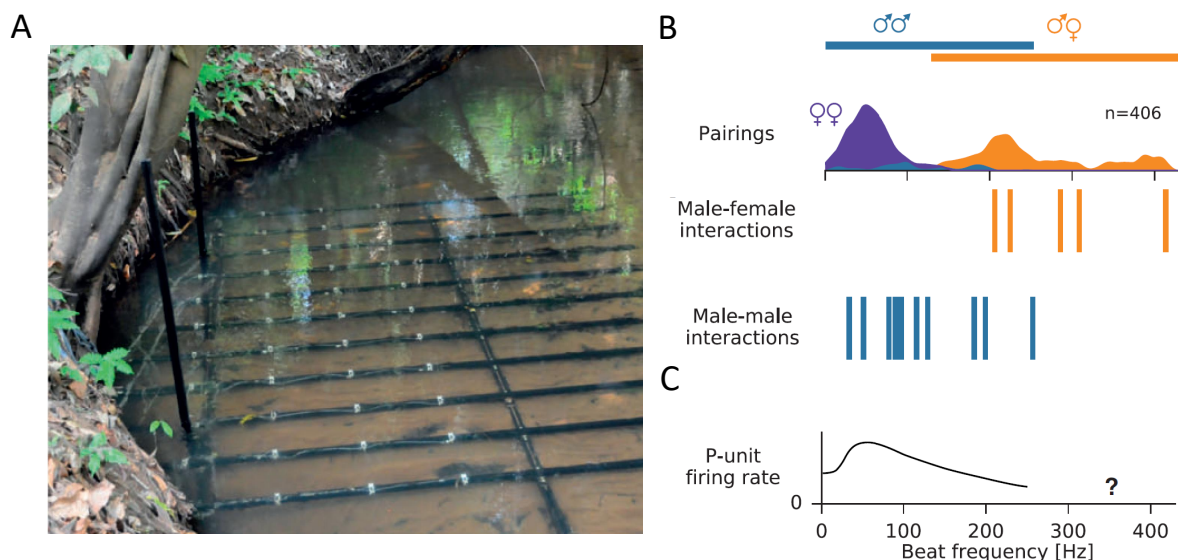 A
B
♂♂
♂♀
♀♀
n=406
Pairings
Male-female
interactions
Male-male
interactions
C
P-unit
firing rate
?
0
0 100 200 300 400
Beat frequency [Hz]